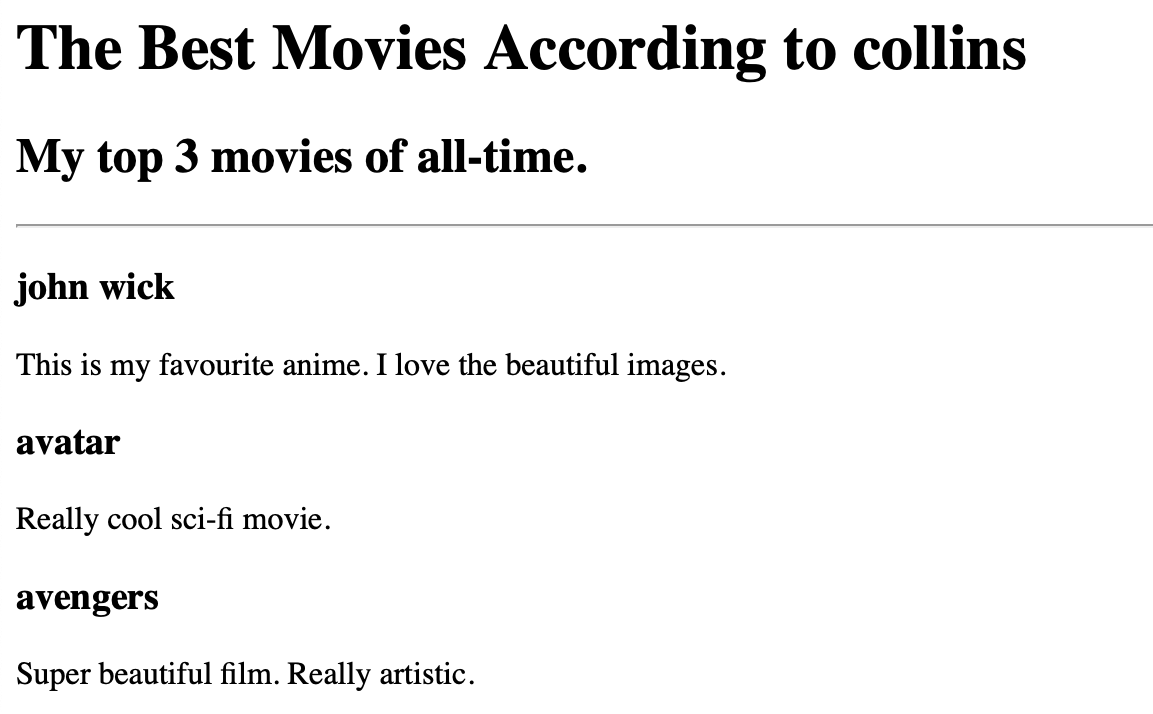 The Best Movies According to collins
My top 3 movies of all-time.
john wick
This is my favourite anime. I love the beautiful images.
avatar
Really cool sci-fi movie.
avengers
Super beautiful film. Really artistic.